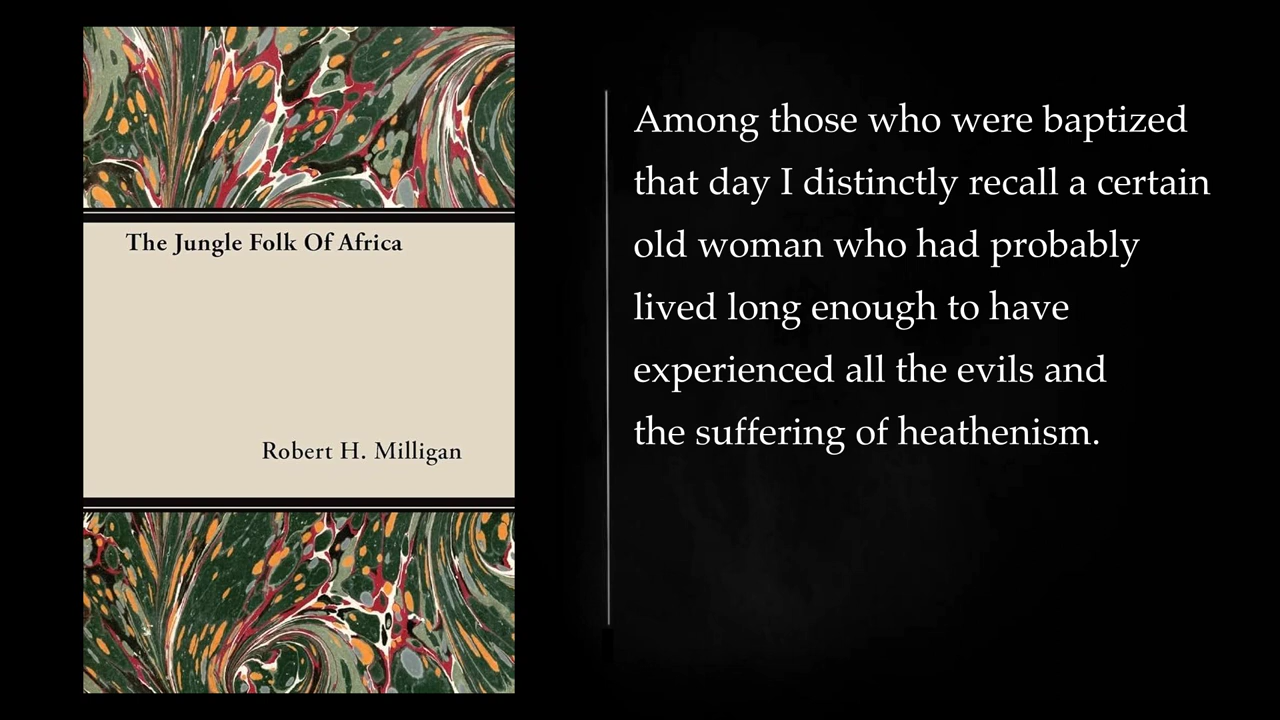 The Jungle Folk Of Africa
Robert H. Milligan
Among those who were baptized
that day I distinctly recall a certain
old woman who had probably
lived long enough to have
experienced all the evils and
the suffering of heathenism.